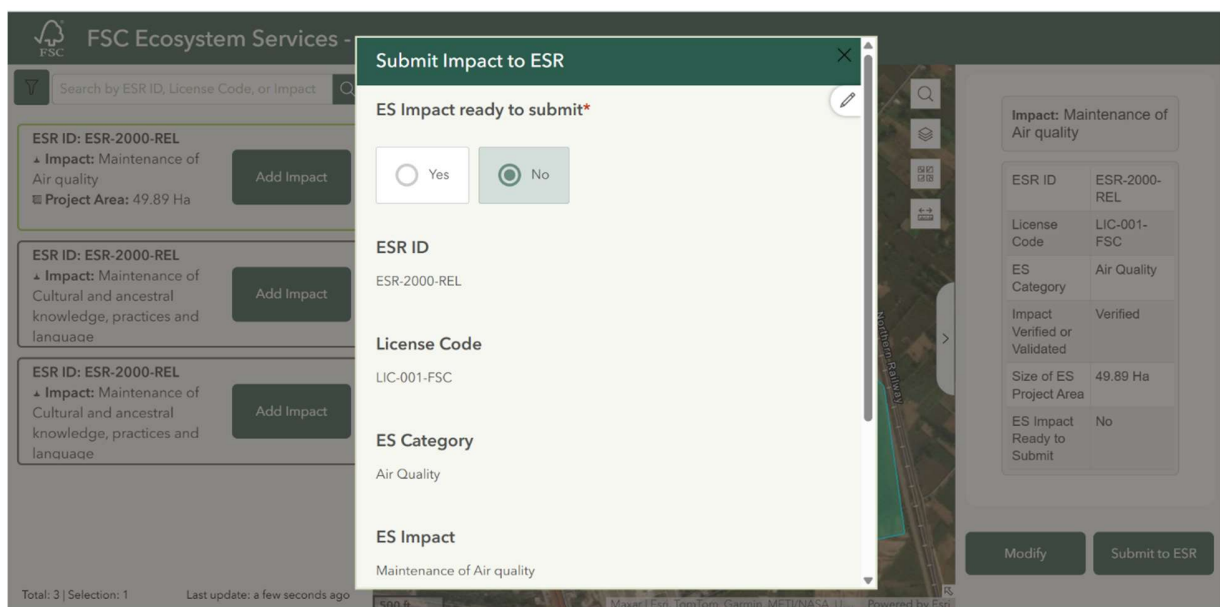 FSC
FSC Ecosystem Services -
Search by ESR ID, License Code, or Impact
ESR ID: ESR-2000-REL
Impact: Maintenance of
Air quality
Project Area: 49.89 Ha
Add Impact
ESR ID: ESR-2000-REL
Impact: Maintenance of
Cultural and ancestral
knowledge, practices and
language
Add Impact
ESR ID: ESR-2000-REL
Impact: Maintenance of
Cultural and ancestral
knowledge, practices and
language
Add Impact
Total: 3 | Selection: 1
Last update: a few seconds ago
Submit Impact to ESR
ES Impact ready to submit*
Yes
No
ESR ID
ESR-2000-REL
License Code
LIC-001-FSC
ES Category
Air Quality
ES Impact
Maintenance of Air quality
Northern Railway
500 ft
Maxar | Esri, TomTom, Garmin, METI/NASA, U
Powered by Esri
Impact: Maintenance of
Air quality
ESR ID
ESR-2000-
REL
License
Code
LIC-001-
FSC
ES
Category
Air Quality
Impact
Verified or
Validated
Verified
Size of ES
Project Area
49.89 Ha
ES Impact
Ready to
Submit
No
Modify
Submit to ESR